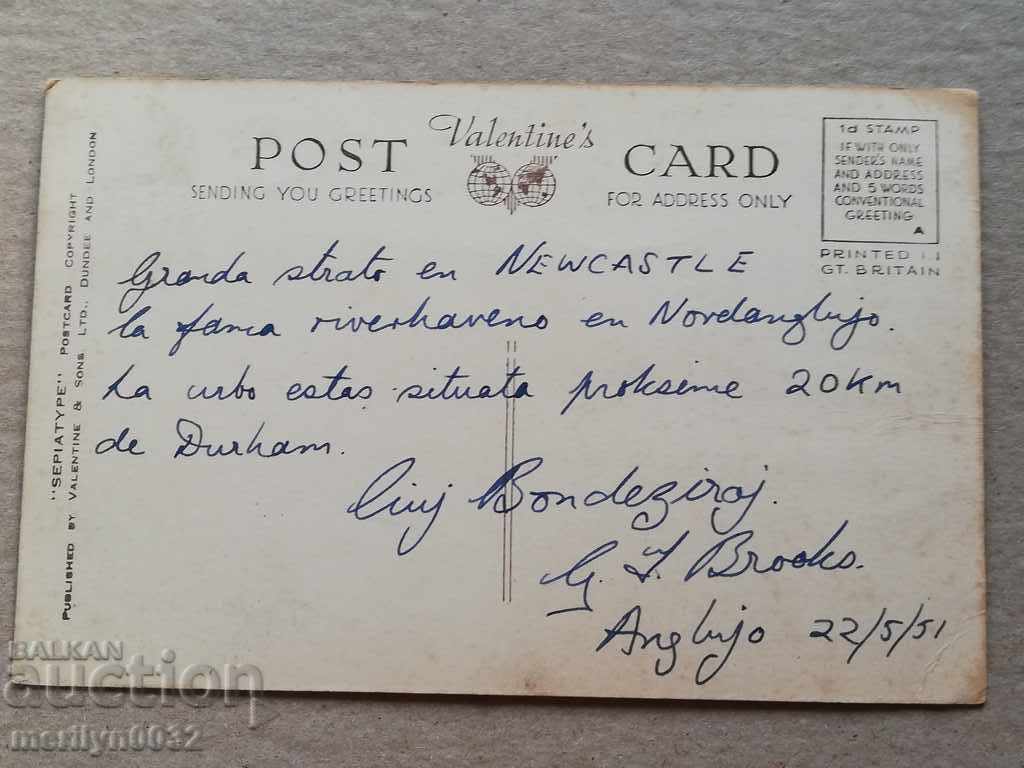 POST Valentine's CARD
SENDING YOU GREETINGS FOR ADDRESS ONLY
1d STAMP
IF WITH ONLY
SENDER'S NAME
AND ADDRESS
AND 5 WORDS
CONVENTIONAL
GREETING
A
PRINTED IN
GT. BRITAIN
"SEPIATYPE" POSTCARD COPYRIGHT
PUBLISHED BY VALENTINE & SONS LTD., DUNDEE AND LONDON
Granda strato en NEWCASTLE
la fama riverhaveno en Nordanglujo.
La urbo estas situata proksime 20 Km
de Durham.
Ciuj Bondeziroj.
G. F. Brooks.
Anglujo 22/5/51
BALKAN
auction
merilyn0032